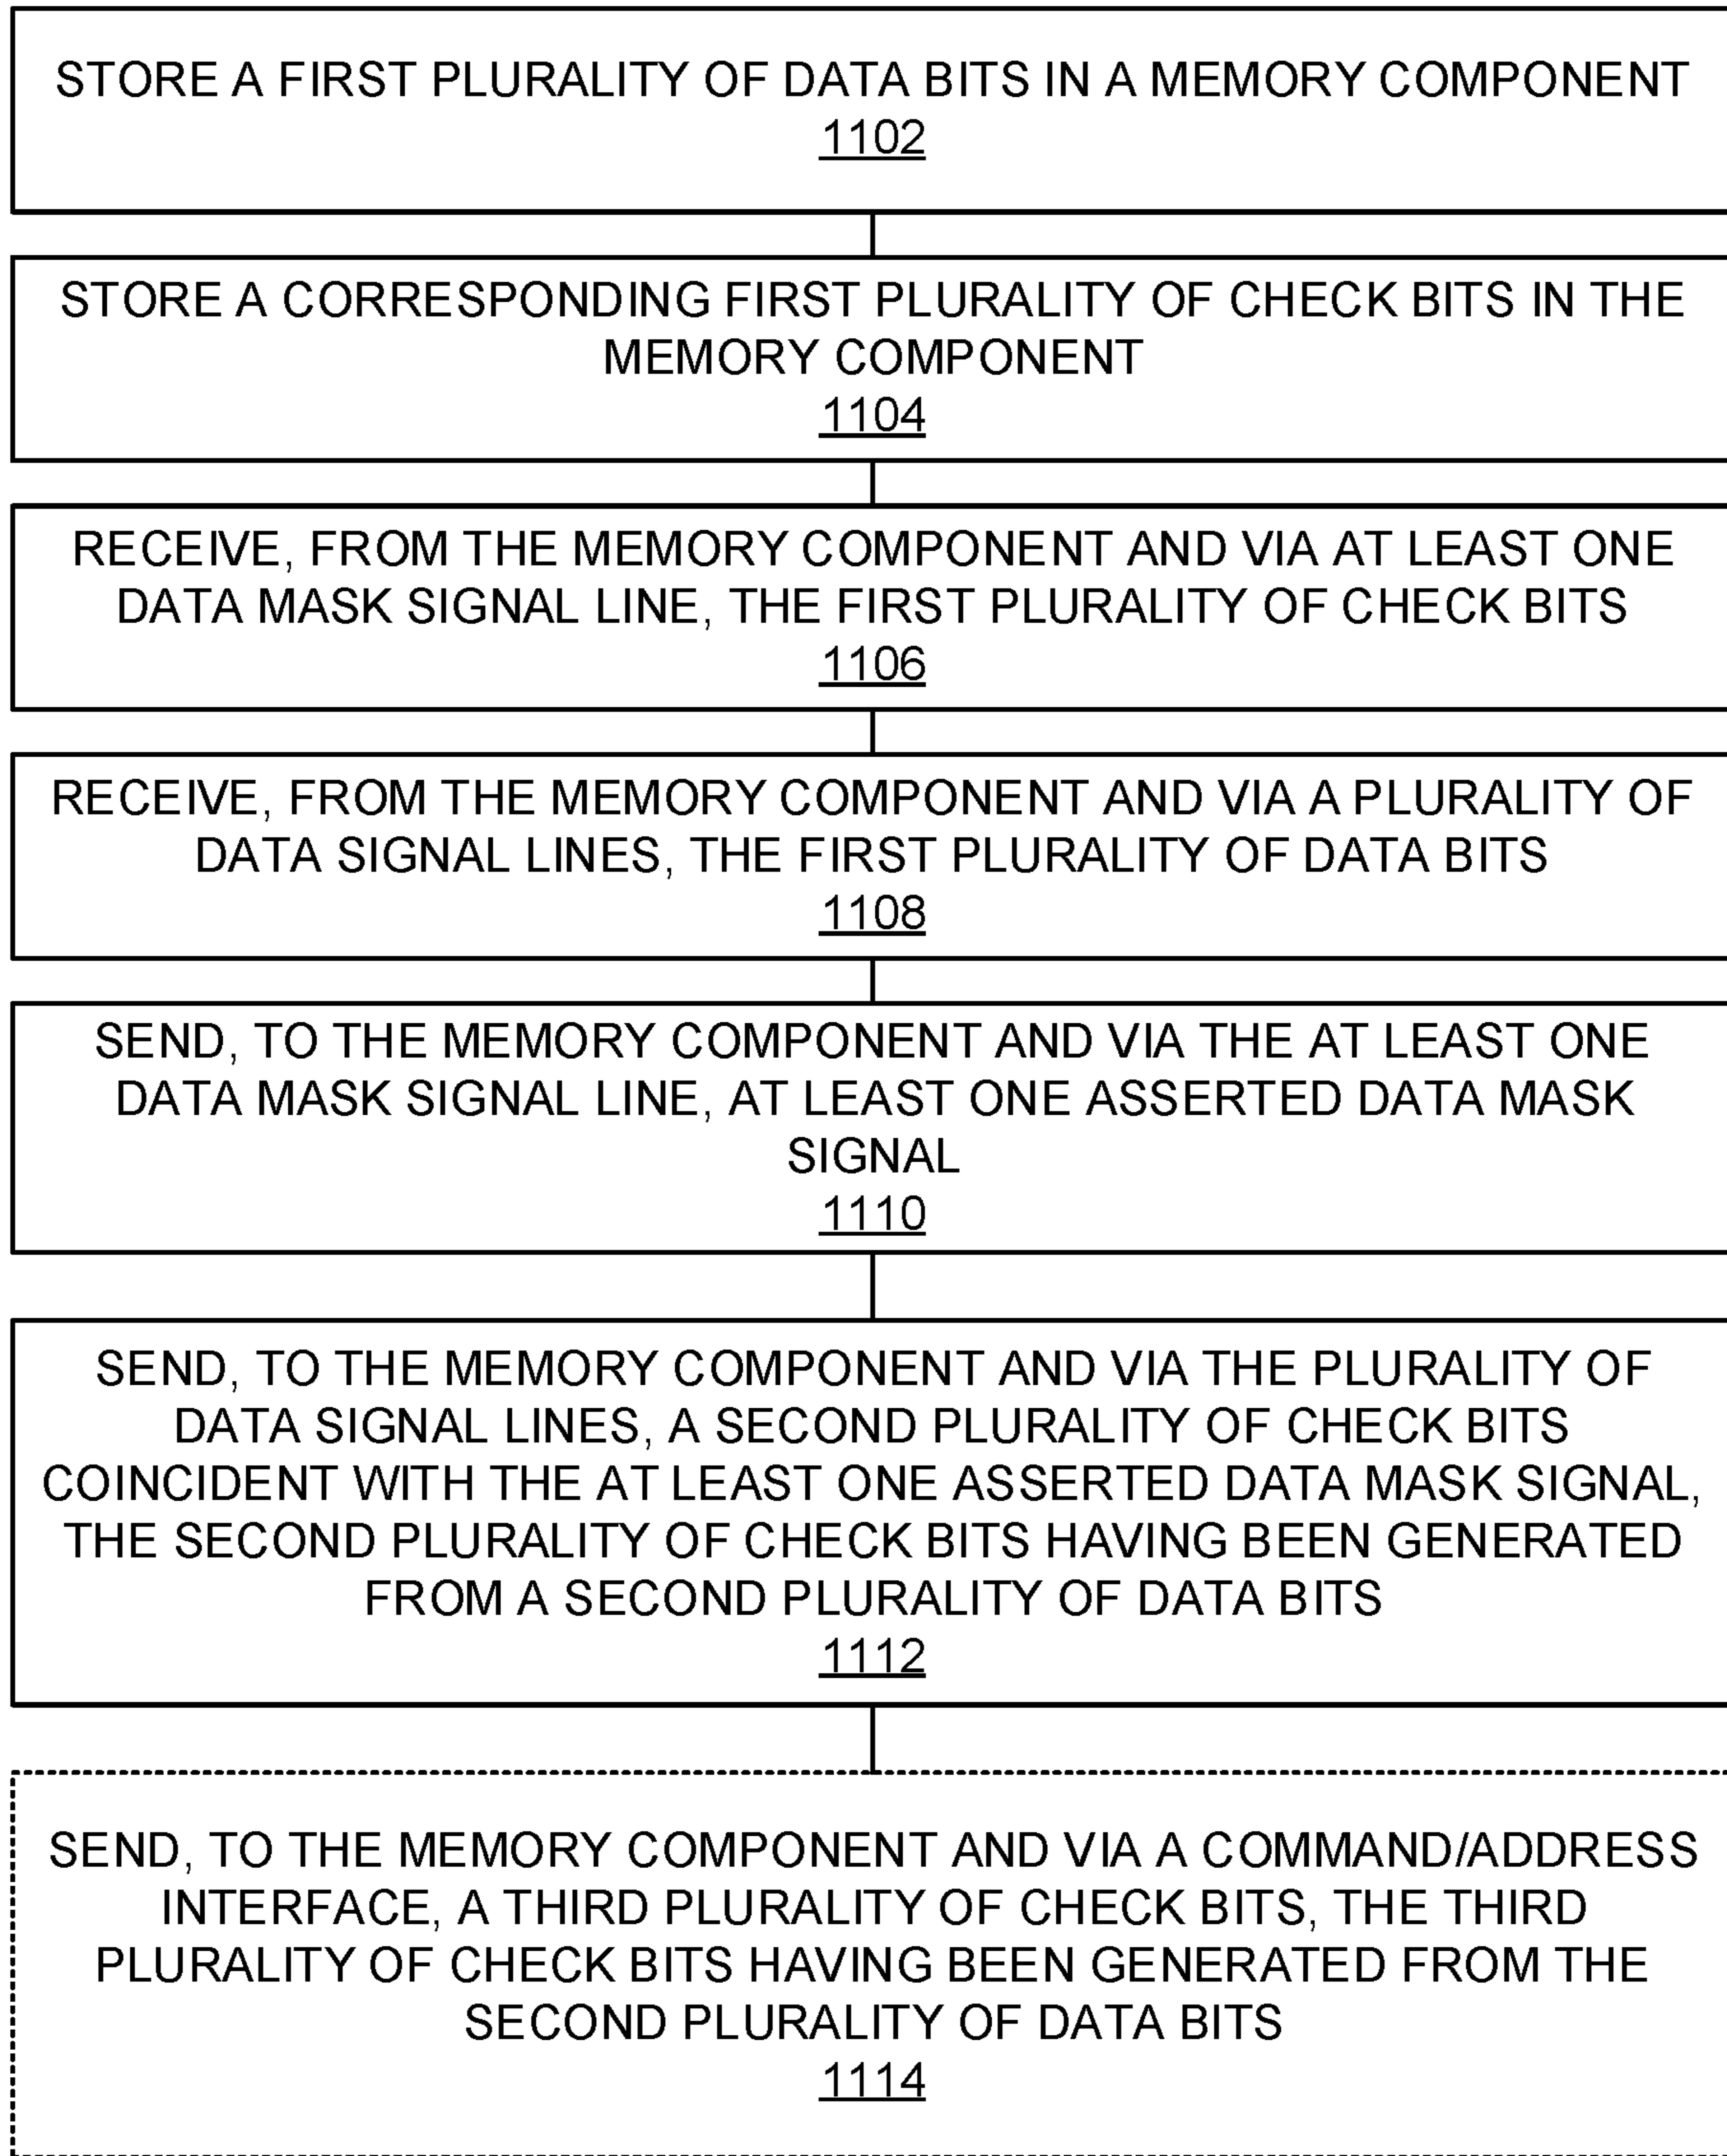 STORE A FIRST PLURALITY OF DATA BITS IN A MEMORY COMPONENT
1102
STORE A CORRESPONDING FIRST PLURALITY OF CHECK BITS IN THE
MEMORY COMPONENT
1104
RECEIVE, FROM THE MEMORY COMPONENT AND VIA AT LEAST ONE
DATA MASK SIGNAL LINE, THE FIRST PLURALITY OF CHECK BITS
1106
RECEIVE, FROM THE MEMORY COMPONENT AND VIA A PLURALITY OF
DATA SIGNAL LINES, THE FIRST PLURALITY OF DATA BITS
1108
SEND, TO THE MEMORY COMPONENT AND VIA THE AT LEAST ONE
DATA MASK SIGNAL LINE, AT LEAST ONE ASSERTED DATA MASK
SIGNAL
1110
SEND, TO THE MEMORY COMPONENT AND VIA THE PLURALITY OF
DATA SIGNAL LINES, A SECOND PLURALITY OF CHECK BITS
COINCIDENT WITH THE AT LEAST ONE ASSERTED DATA MASK SIGNAL,
THE SECOND PLURALITY OF CHECK BITS HAVING BEEN GENERATED
FROM A SECOND PLURALITY OF DATA BITS
1112
SEND, TO THE MEMORY COMPONENT AND VIA A COMMAND/ADDRESS
INTERFACE, A THIRD PLURALITY OF CHECK BITS, THE THIRD
PLURALITY OF CHECK BITS HAVING BEEN GENERATED FROM THE
SECOND PLURALITY OF DATA BITS
1114